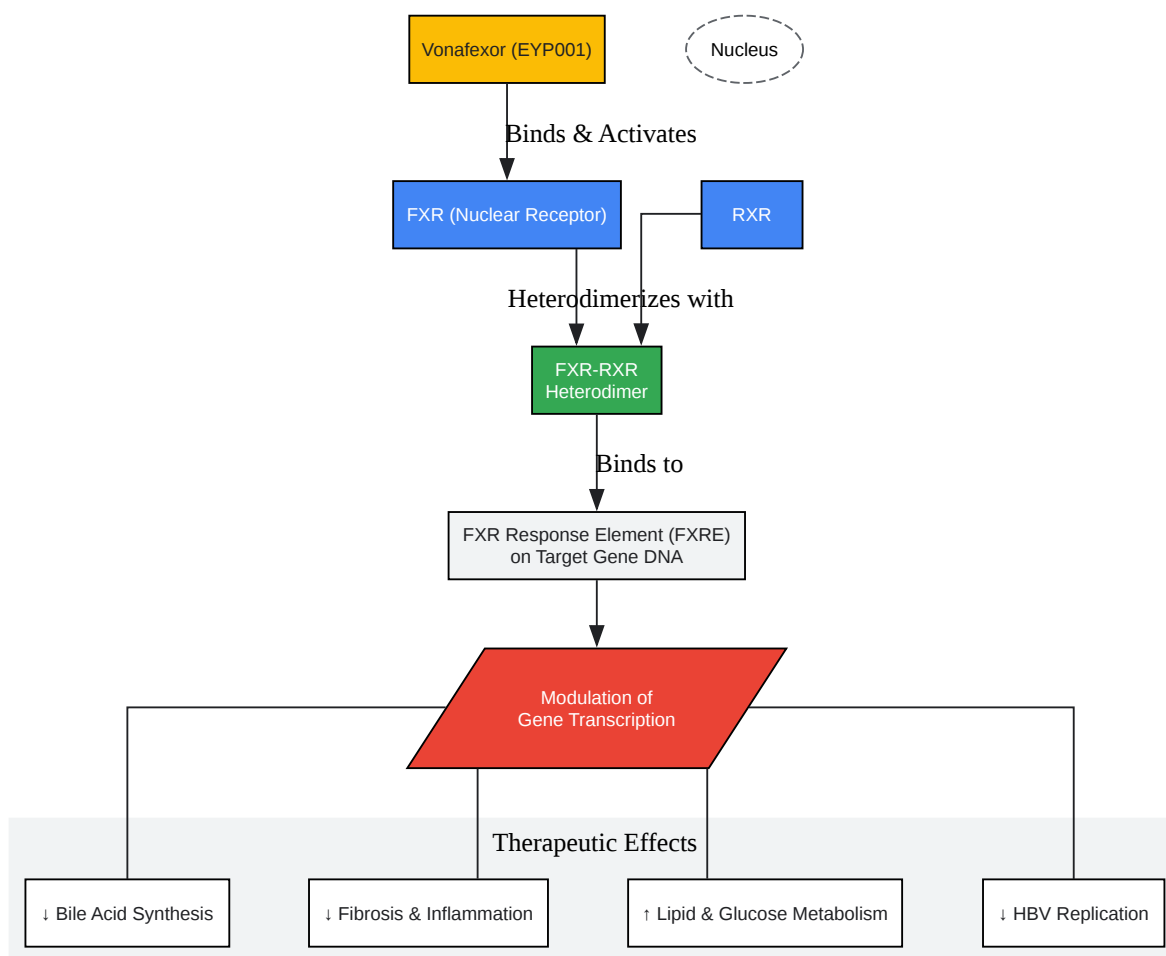 Vonafexor (EYP001)
Nucleus
Binds & Activates
FXR (Nuclear Receptor)
RXR
Heterodimerizes with
FXR-RXR
Heterodimer
Binds to
FXR Response Element (FXRE)
on Target Gene DNA
Modulation of
Gene Transcription
Therapeutic Effects
↓ Bile Acid Synthesis
↓ Fibrosis & Inflammation
↑ Lipid & Glucose Metabolism
↓ HBV Replication